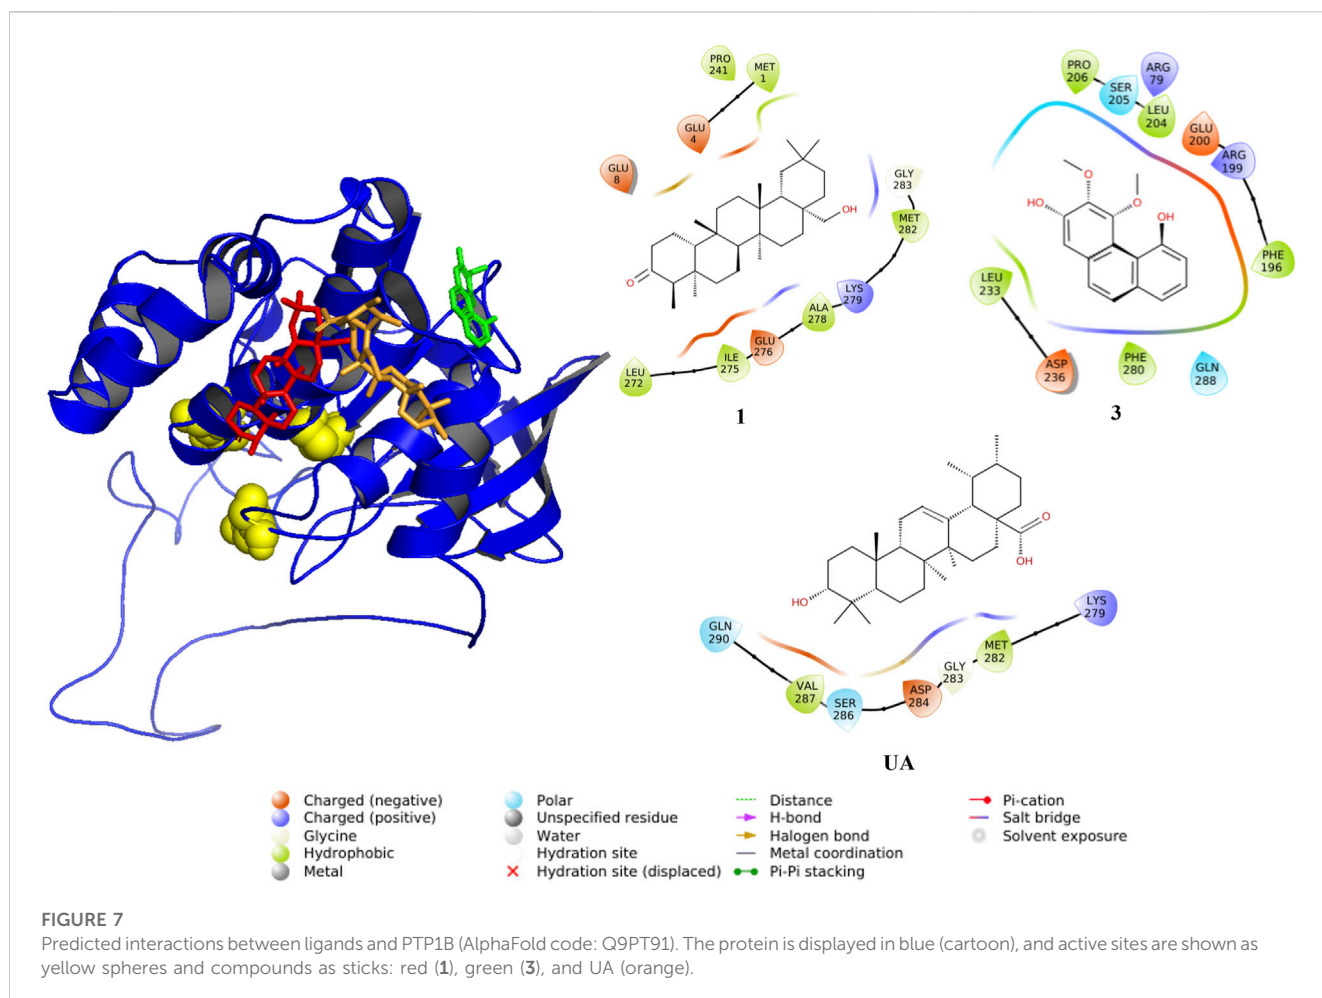 PRO
241
MET
1
GLU
4
GLU
8
GLY
283
MET
282
LYS
279
ALA
278
GLU
276
ILE
275
LEU
272
OH
O
1
PRO
206
SER
205
ARG
79
LEU
204
GLU
200
ARG
199
PHE
196
LEU
233
ASP
236
PHE
280
GLN
288
O
O
HO
OH
3
O
OH
HO
GLN
290
VAL
287
SER
286
ASP
284
GLY
283
MET
282
LYS
279
UA
Charged (negative)
Charged (positive)
Glycine
Hydrophobic
Metal
Polar
Unspecified residue
Water
Hydration site
Hydration site (displaced)
Distance
H-bond
Halogen bond
Metal coordination
Pi-Pi stacking
Pi-cation
Salt bridge
Solvent exposure
FIGURE 7
Predicted interactions between ligands and PTP1B (AlphaFold code: Q9PT91). The protein is displayed in blue (cartoon), and active sites are shown as
yellow spheres and compounds as sticks: red (1), green (3), and UA (orange).